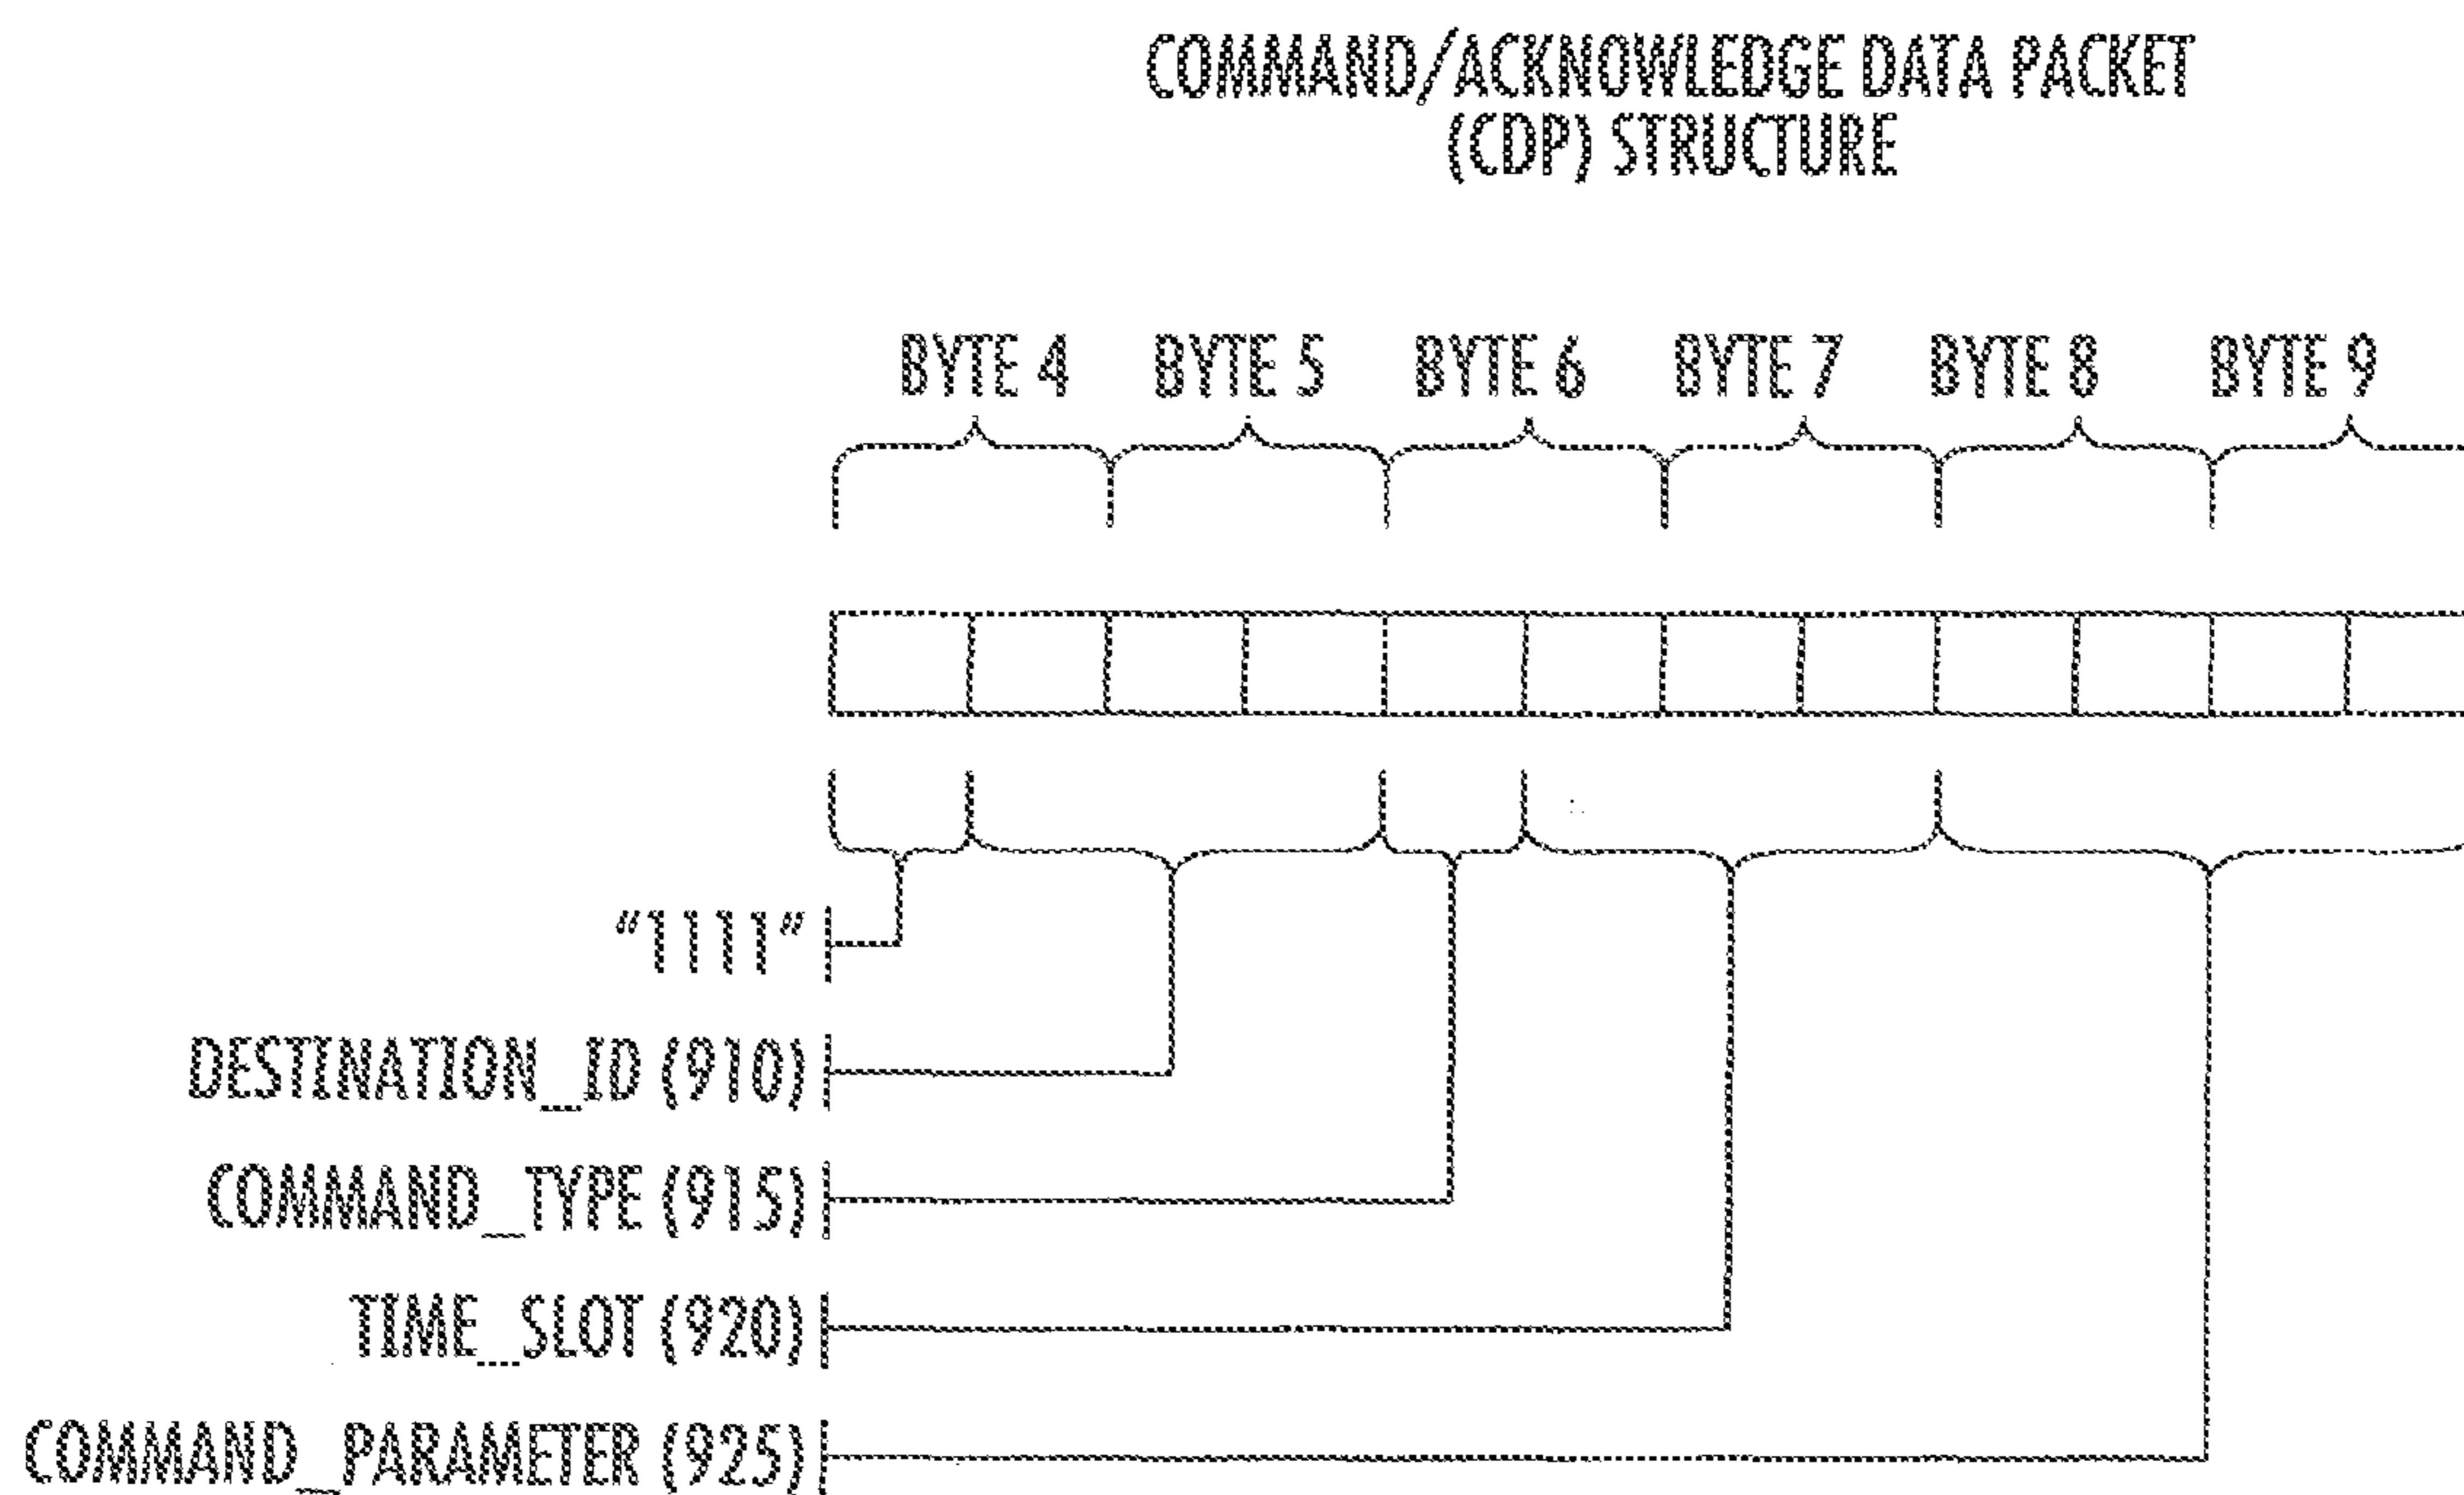 COMMAND/ACKNOWLEDGE DATA PACKET
(CDP) STRUCTURE
BYTE 4 BYTE 5 BYTE 6 BYTE 7 BYTE 8 BYTE 9
"1111"
DESTINATION_ID (910)
COMMAND_TYPE (915)
TIME_SLOT (920)
COMMAND_PARAMETER (925)